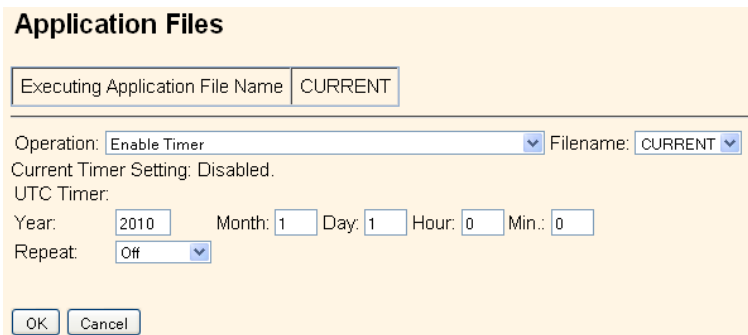 Application Files
Executing Application File Name CURRENT
Operation: Enable Timer Filename: CURRENT
Current Timer Setting: Disabled.
UTC Timer:
Year: 2010 Month: 1 Day: 1 Hour: 0 Min.: 0
Repeat: Off
OK Cancel